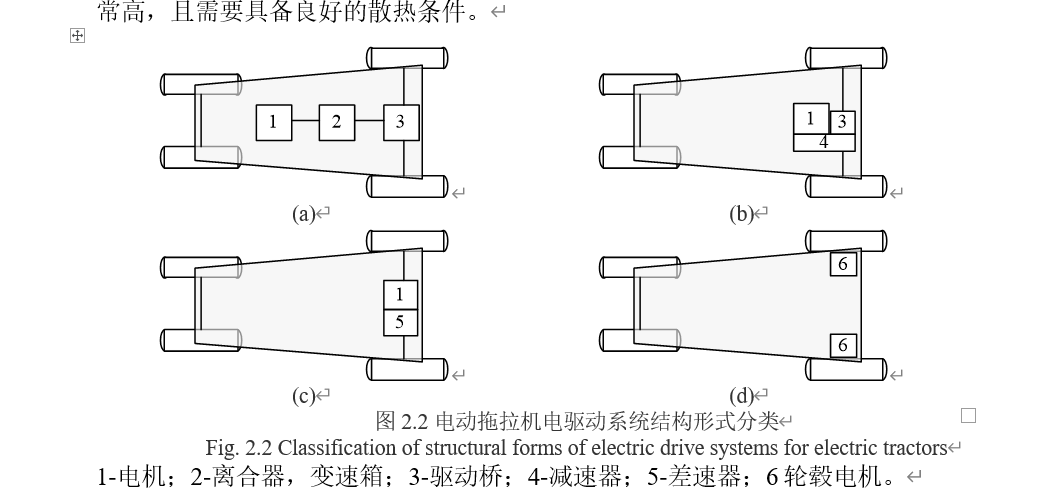 常高，且需要具备良好的散热条件。
1 2 3
1 3
4
(a) (b)
1
5
6
6
(c) (d)
图 2.2 电动拖拉机电驱动系统结构形式分类
Fig. 2.2 Classification of structural forms of electric drive systems for electric tractors
1-电机；2-离合器，变速箱；3-驱动桥；4-减速器；5-差速器；6 轮毂电机。